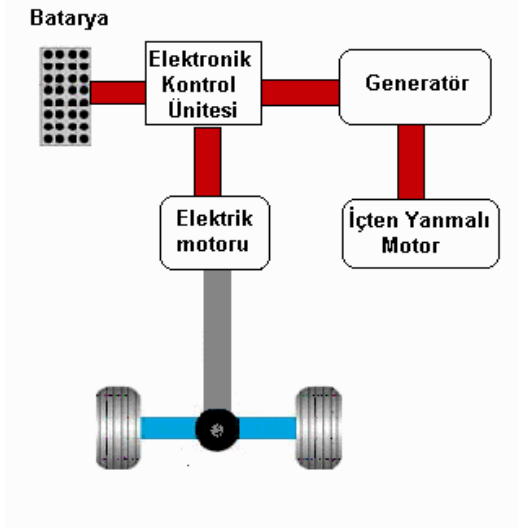 Batarya
Elektronik
Kontrol
Ünitesi
Generatör
Elektrik
motoru
İçten Yanmalı
Motor